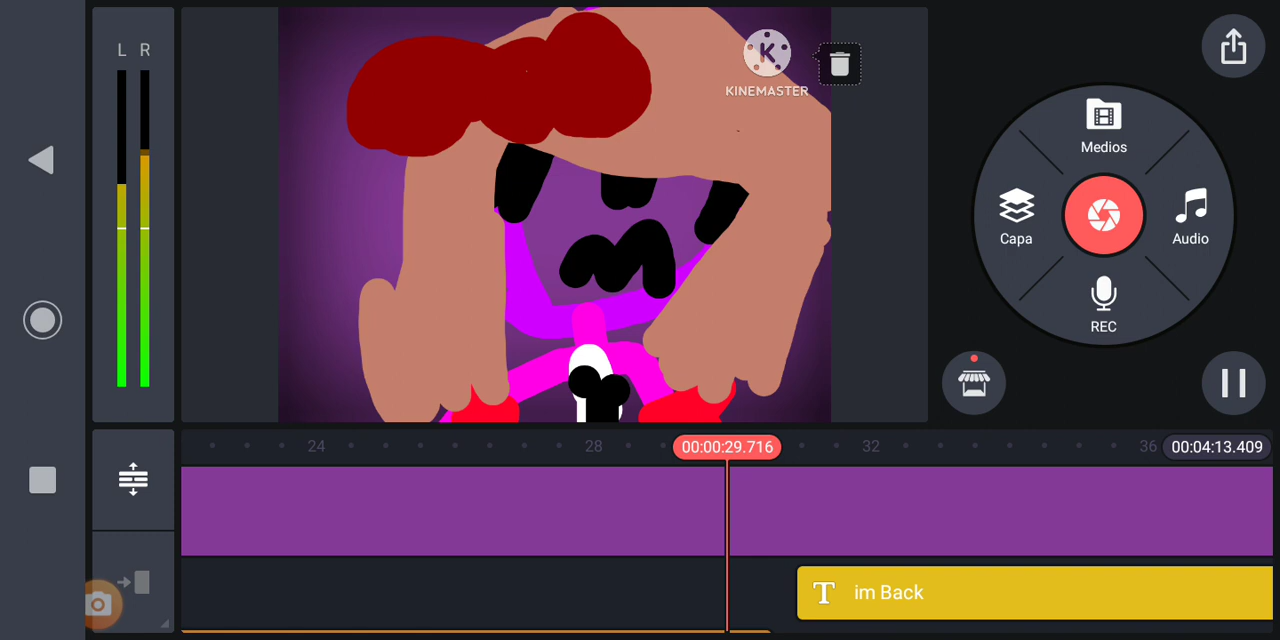 L R
KINEMASTER
Medios
Capa
Audio
REC
24 28 00:00:29.716 32 36 00:04:13.409
T im Back